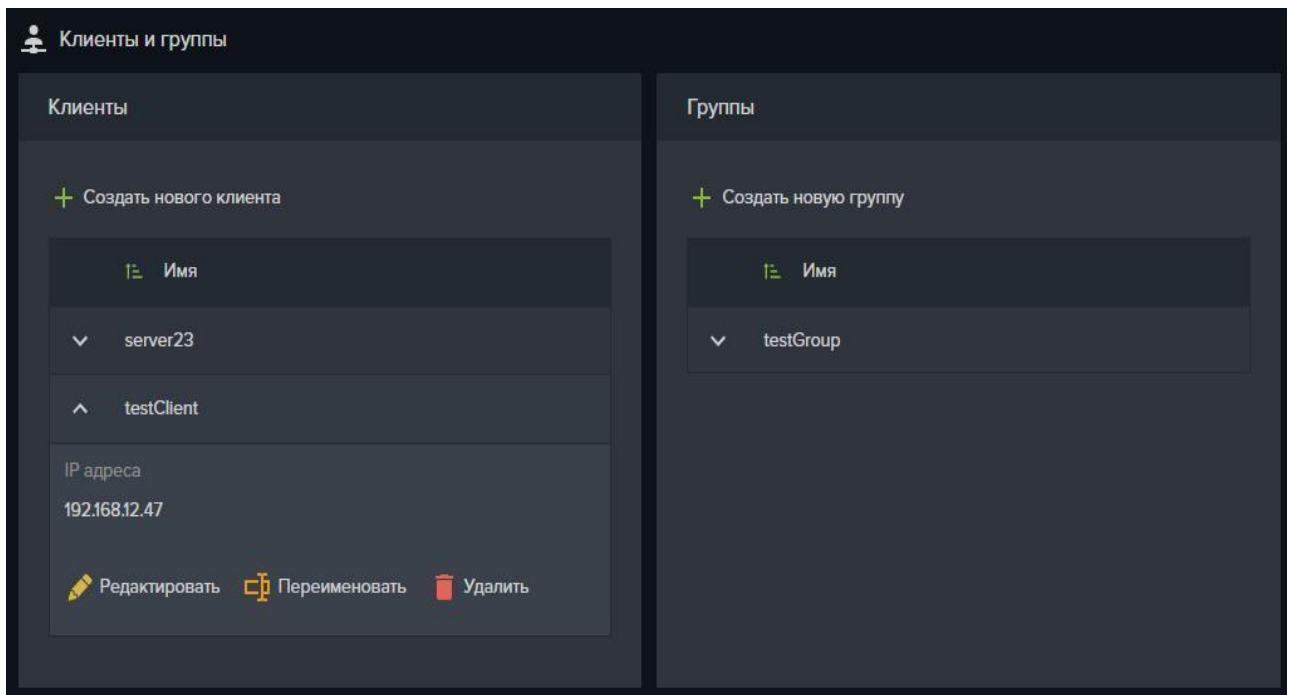 Клиенты и группы
Клиенты
Создать нового клиента
Имя
server23
testClient
IP адреса
192.168.12.47
Редактировать Переименовать Удалить
Группы
Создать новую группу
Имя
testGroup